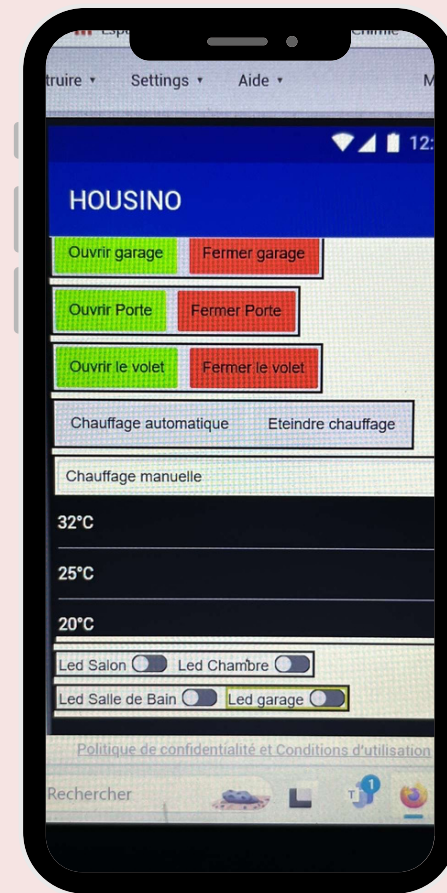 Settings Aide
12:
HOUSINO
Ouvrir garage Fermer garage
Ouvrir Porte Fermer Porte
Ouvrir le volet Fermer le volet
Chauffage automatique Eteindre chauffage
Chauffage manuelle
32°C
25°C
20°C
Led Salon Led Chambre
Led Salle de Bain Led garage
Politique de confidentialité et Conditions d'utilisation
Rechercher
1
T